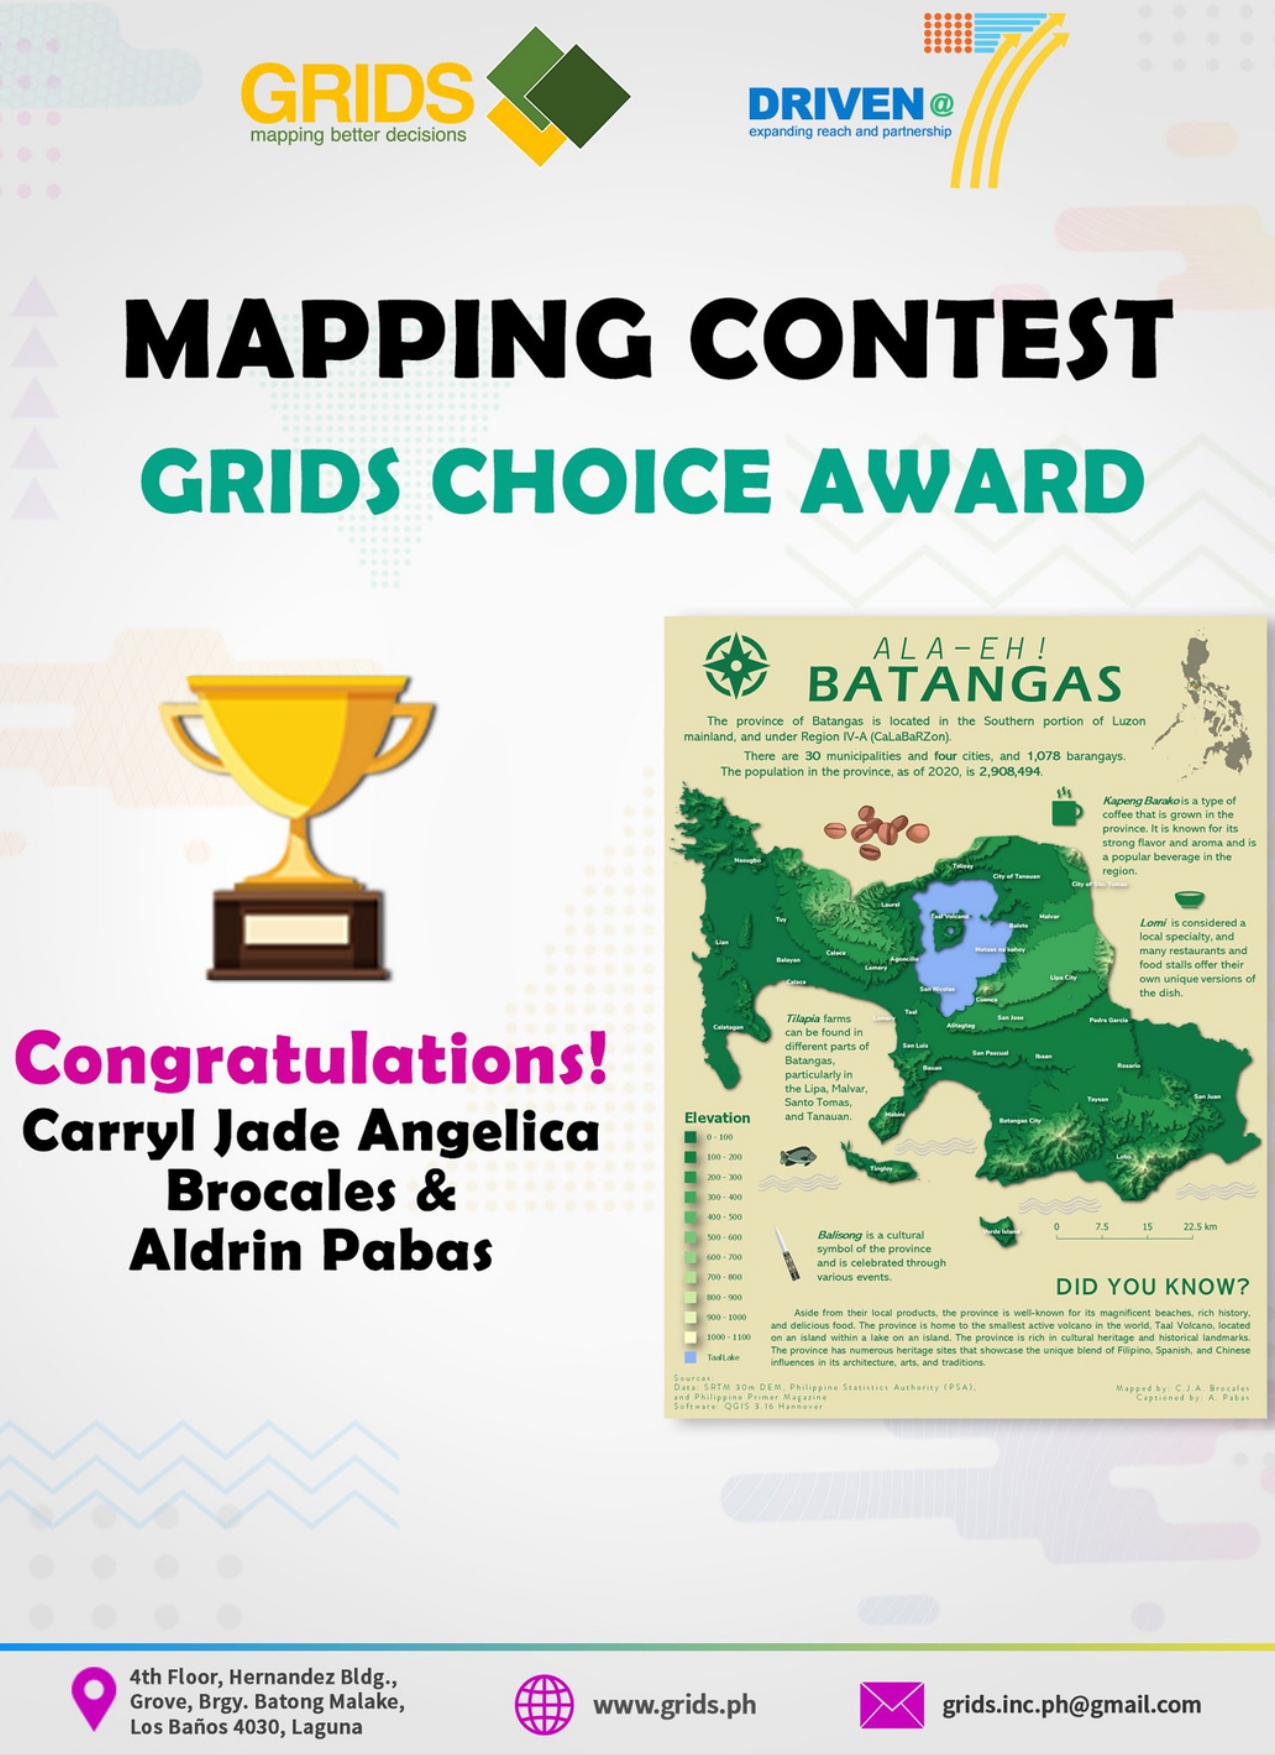 GRIDS
mapping better decisions
DRIVEN@7
expanding reach and partnership
MAPPING CONTEST
GRIDS CHOICE AWARD
Congratulations!
Carryl Jade Angelica
Brocales &
Aldrin Pabas
ALA-EH!
BATANGAS
The province of Batangas is located in the Southern portion of Luzon
mainland, and under Region IV-A (CaLaBaRZon).
There are 30 municipalities and four cities, and 1,078 barangays.
The population in the province, as of 2020, is 2,908,494.
Kapeng Barako is a type of
coffee that is grown in the
province. It is known for its
strong flavor and aroma and is
a popular beverage in the
region.
Lomi is considered a
local specialty, and
many restaurants and
food stalls offer their
own unique versions of
the dish.
Nasugbu
Talisay
City of Tanauan
City of Sto. Tomas
Laurel
Tuy
Taal Volcano
Malvar
Balete
Lian
Calaca
Mataas na kahoy
Balayan
Lemery
Agoncillo
Lipa City
Calaca
San Nicolas
Cuenca
Taal
San Jose
Padre Garcia
Lemery
Alitagtag
Calatagan
San Luis
San Pascual
Ibaan
Bauan
Rosario
Taysan
San Juan
Mabini
Batangas City
Lobo
Tingloy
Verde Island
Tilapia farms
can be found in
different parts of
Batangas,
particularly in
the Lipa, Malvar,
Santo Tomas,
and Tanauan.
Elevation
0 - 100
100 - 200
200 - 300
300 - 400
400 - 500
500 - 600
600 - 700
700 - 800
800 - 900
900 - 1000
1000 - 1100
Taal Lake
Balisong is a cultural
symbol of the province
and is celebrated through
various events.
0 7.5 15 22.5 km
DID YOU KNOW?
Aside from their local products, the province is well-known for its magnificent beaches, rich history,
and delicious food. The province is home to the smallest active volcano in the world, Taal Volcano, located
on an island within a lake on an island. The province is rich in cultural heritage and historical landmarks.
The province has numerous heritage sites that showcase the unique blend of Filipino, Spanish, and Chinese
influences in its architecture, arts, and traditions.
Sources:
Data: SRTM 30m DEM, Philippine Statistics Authority (PSA),
and Philippine Primer Magazine
Software: QGIS 3.16 Hannover
Mapped by: C.J.A. Brocales
Captioned by: A. Pabas
4th Floor, Hernandez Bldg.,
Grove, Brgy. Batong Malake,
Los Baños 4030, Laguna
www.grids.ph
grids.inc.ph@gmail.com